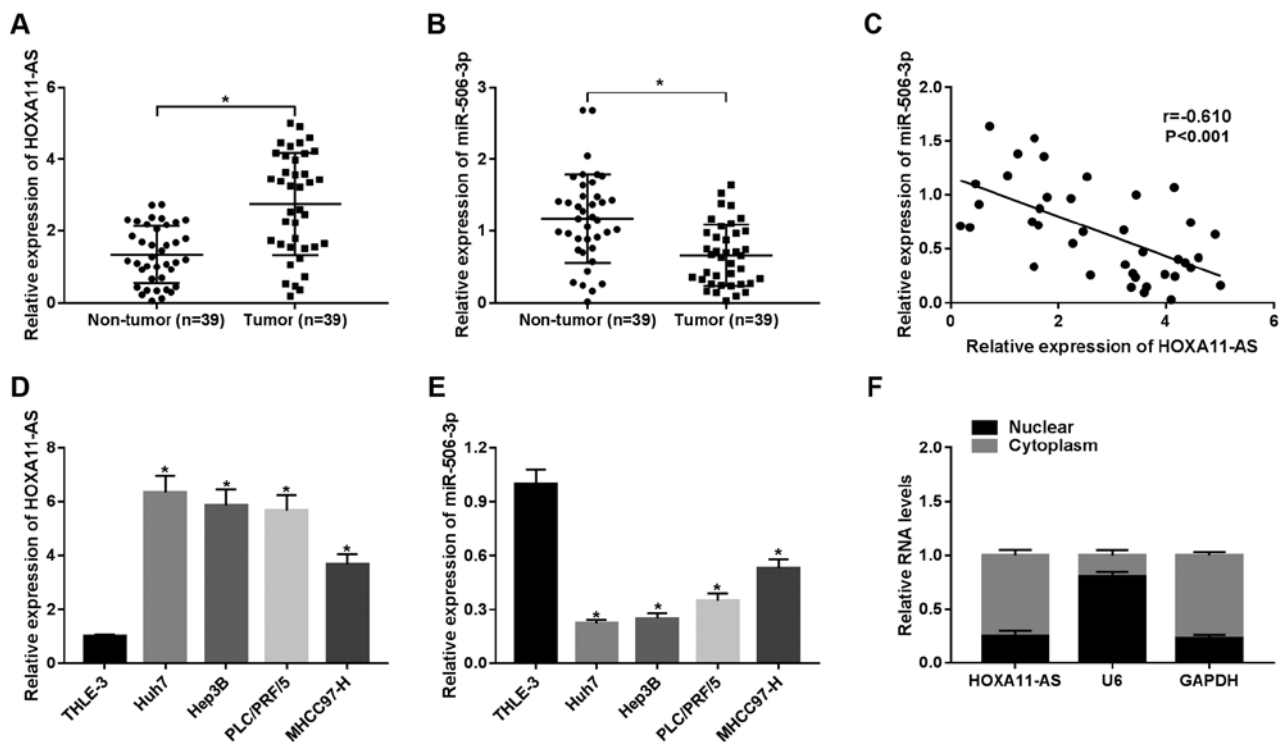 A
Relative expression of HOXA11-AS
6
4
2
0
*
Non-tumor (n=39) Tumor (n=39)
B
Relative expression of miR-506-3p
3
2
1
0
*
Non-tumor (n=39) Tumor (n=39)
C
Relative expression of miR-506-3p
2.0
1.5
1.0
0.5
0.0
r=-0.610
P<0.001
0 2 4 6
Relative expression of HOXA11-AS
D
Relative expression of HOXA11-AS
8
6
4
2
0
* * * *
THLE-3 Huh7 Hep3B PLC/PRF/5 MHCC97-H
E
Relative expression of miR-506-3p
1.2
0.9
0.6
0.3
0.0
* * * *
THLE-3 Huh7 Hep3B PLC/PRF/5 MHCC97-H
F
Nuclear
Cytoplasm
Relative RNA levels
2.0
1.5
1.0
0.5
0.0
HOXA11-AS U6 GAPDH